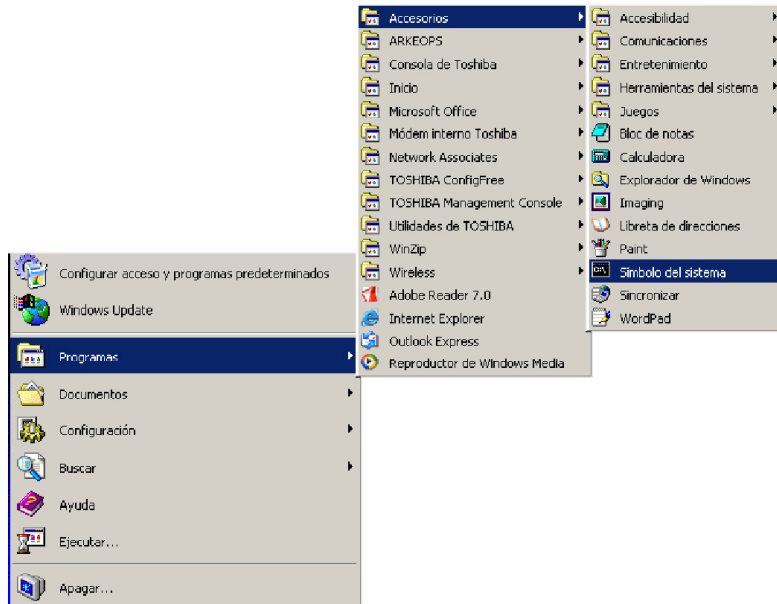 Accesorios
ARKEOPS
Consola de Toshiba
Inicio
Microsoft Office
Módem interno Toshiba
Network Associates
TOSHIBA ConfigFree
TOSHIBA Management Console
Utilidades de TOSHIBA
WinZip
Wireless
Adobe Reader 7.0
Internet Explorer
Outlook Express
Reproductor de Windows Media
Accesibilidad
Comunicaciones
Entretenimiento
Herramientas del sistema
Juegos
Bloc de notas
Calculadora
Explorador de Windows
Imaging
Libreta de direcciones
Paint
Símbolo del sistema
Sincronizar
WordPad
Configurar acceso y programas predeterminados
Windows Update
Programas
Documentos
Configuración
Buscar
Ayuda
Ejecutar...
Apagar...